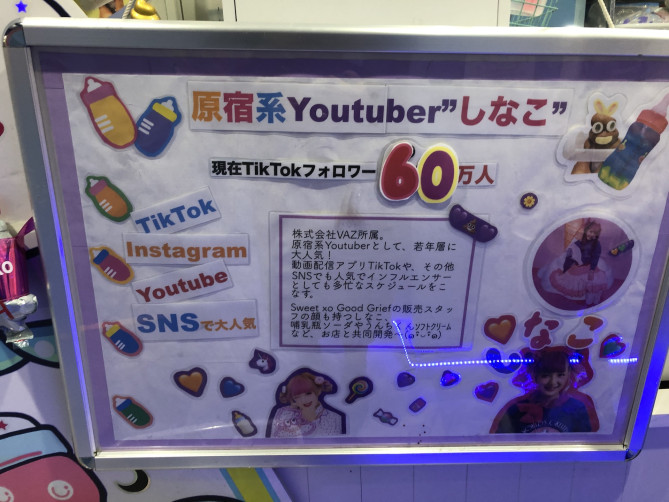 原宿系Youtuber”しなこ”
現在TikTokフォロワー60万人
TikTok
Instagram
Youtube
SNSで大人気
株式会社VAZ所属。
原宿系Youtuberとして、若年層に
大人気！
動画配信アプリTikTokや、その他
SNSでも人気でインフルエンサー
としても多忙なスケジュールをこ
なす。
Sweet xo Good Griefの販売スタッ
フの顔も持つしなこ。
哺乳瓶ソーダやうんちくんソフトクリーム
など、お店と共同開発
なこ